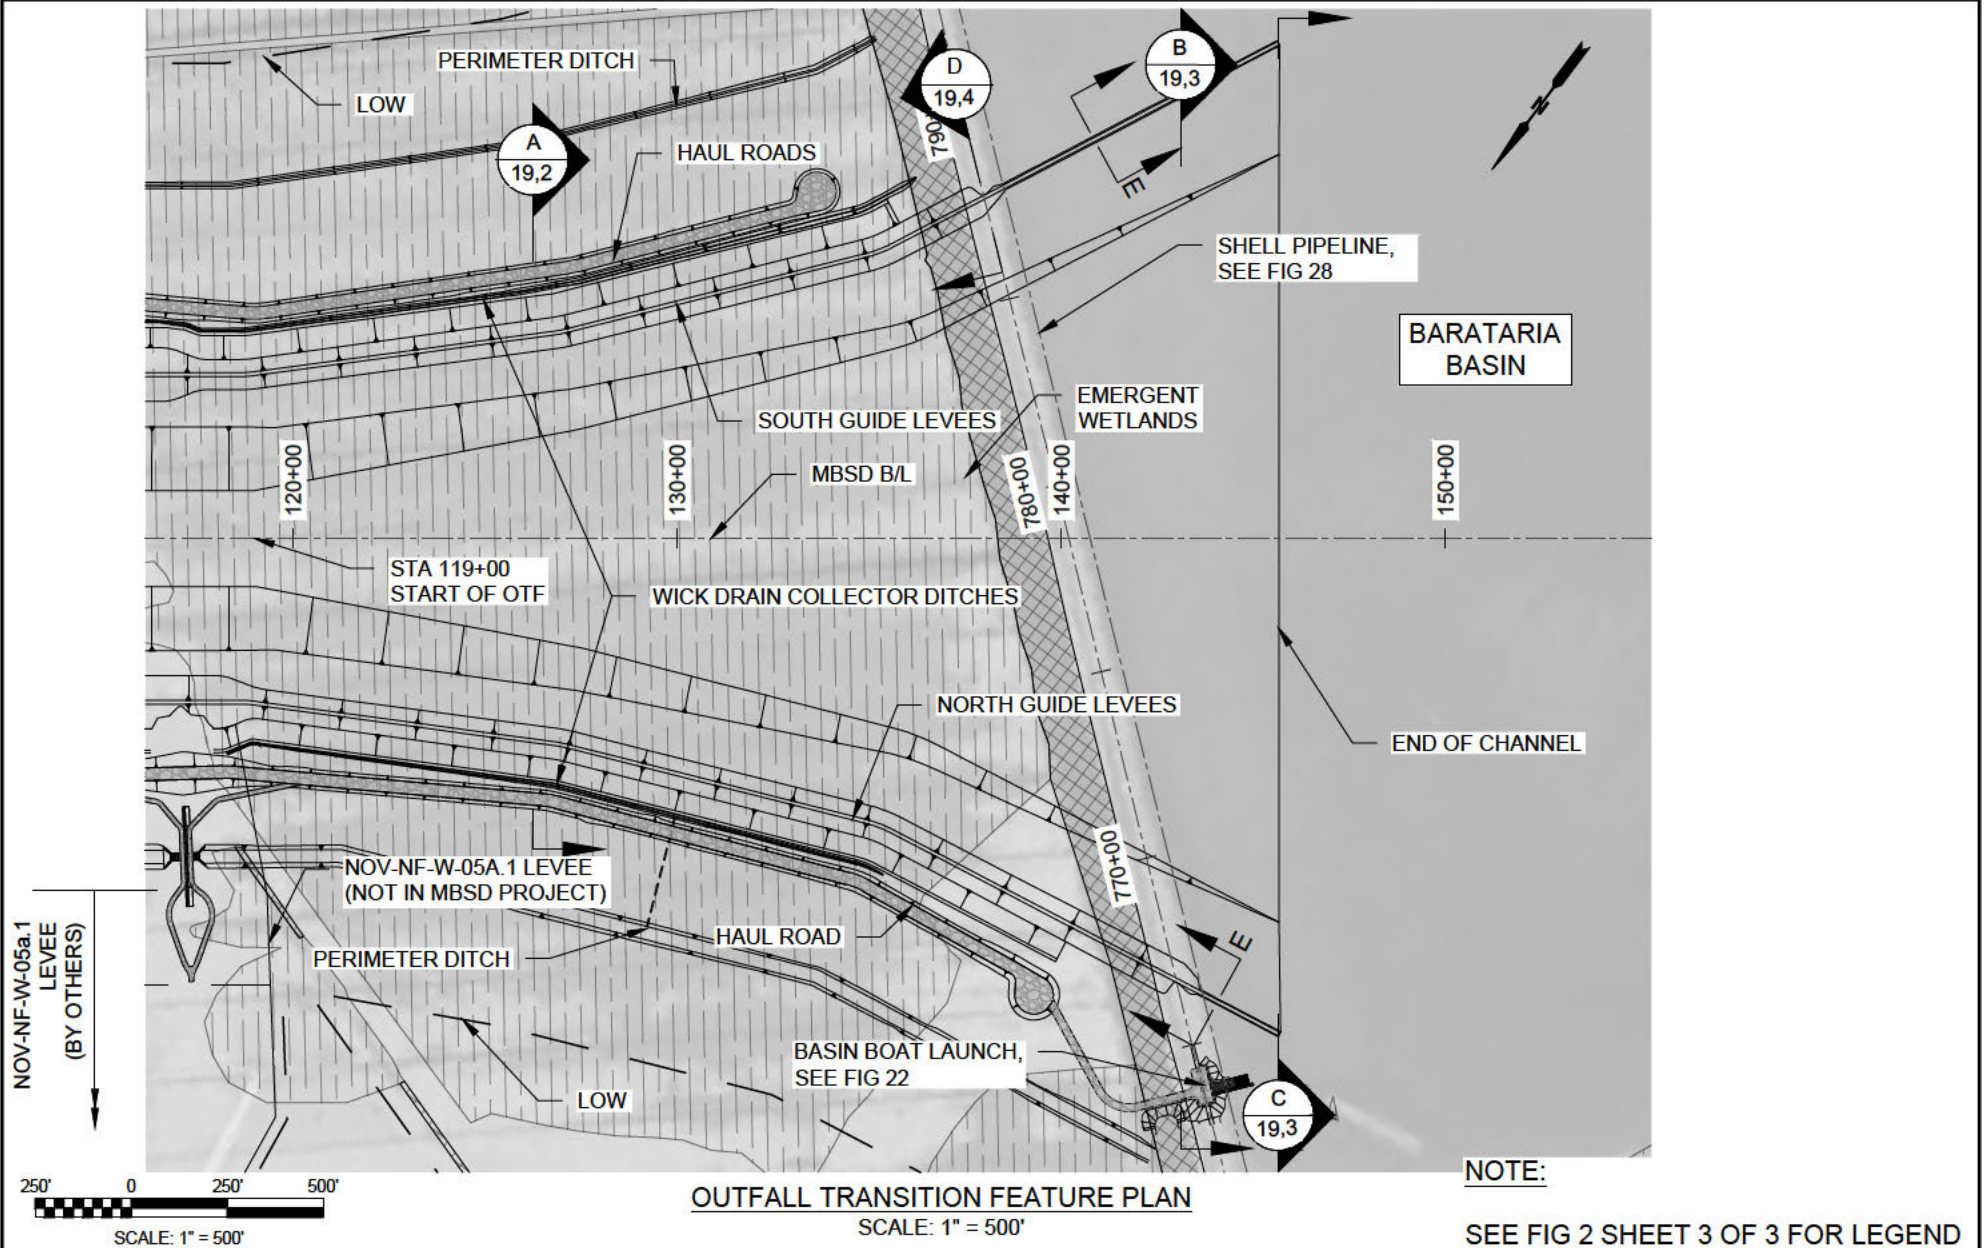 PERIMETER DITCH
LOW
D
19,4
B
19,3
A
19,2
HAUL ROADS
790+
N
E
SHELL PIPELINE,
SEE FIG 28
BARATARIA
BASIN
EMERGENT
WETLANDS
SOUTH GUIDE LEVEES
MBSD B/L
120+00
130+00
780+00
140+00
150+00
STA 119+00
START OF OTF
WICK DRAIN COLLECTOR DITCHES
NORTH GUIDE LEVEES
END OF CHANNEL
770+00
NOV-NF-W-05A.1 LEVEE
(NOT IN MBSD PROJECT)
NOV-NF-W-05a.1
LEVEE
(BY OTHERS)
HAUL ROAD
PERIMETER DITCH
E
BASIN BOAT LAUNCH,
SEE FIG 22
LOW
C
19,3
250' 0 250' 500'
SCALE: 1" = 500'
OUTFALL TRANSITION FEATURE PLAN
SCALE: 1" = 500'
NOTE:
SEE FIG 2 SHEET 3 OF 3 FOR LEGEND